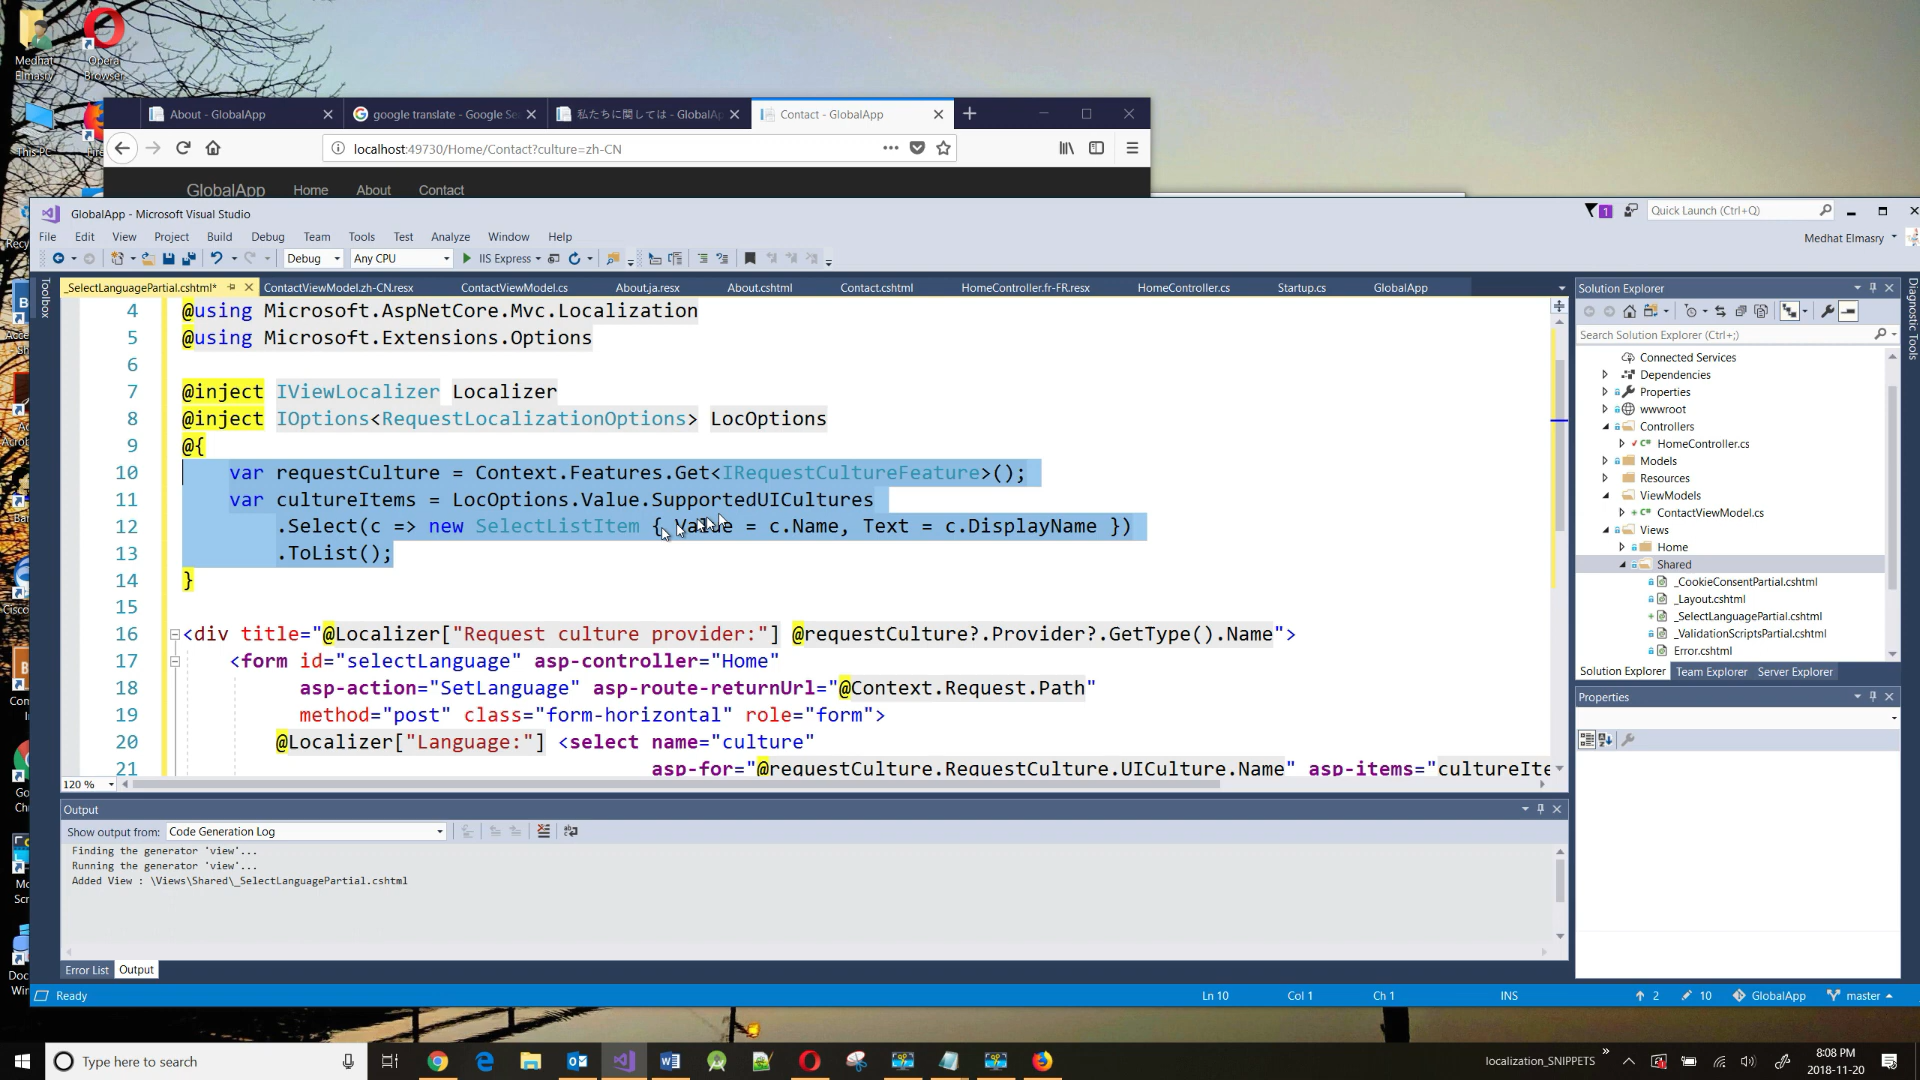 Medhat
Elmasry
Opera
Browser
This PC
About - GlobalApp
google translate - Google Se
私たちに関しては - GlobalAp
Contact - GlobalApp
localhost:49730/Home/Contact?culture=zh-CN
GlobalApp Home About Contact
GlobalApp - Microsoft Visual Studio
1
Quick Launch (Ctrl+Q)
File Edit View Project Build Debug Team Tools Test Analyze Window Help
Medhat Elmasry
Debug Any CPU IIS Express
Toolbox
_SelectLanguagePartial.cshtml* ContactViewModel.zh-CN.resx ContactViewModel.cs About.ja.resx About.cshtml Contact.cshtml HomeController.fr-FR.resx HomeController.cs Startup.cs GlobalApp
4 @using Microsoft.AspNetCore.Mvc.Localization
5 @using Microsoft.Extensions.Options
6
7 @inject IViewLocalizer Localizer
8 @inject IOptions<RequestLocalizationOptions> LocOptions
9 @{
10 var requestCulture = Context.Features.Get<IRequestCultureFeature>();
11 var cultureItems = LocOptions.Value.SupportedUICultures
12 .Select(c => new SelectListItem { Value = c.Name, Text = c.DisplayName })
13 .ToList();
14 }
15
16 <div title="@Localizer["Request culture provider:"] @requestCulture?.Provider?.GetType().Name">
17 <form id="selectLanguage" asp-controller="Home"
18 asp-action="SetLanguage" asp-route-returnUrl="@Context.Request.Path"
19 method="post" class="form-horizontal" role="form">
20 @Localizer["Language:"] <select name="culture"
21 asp-for="@requestCulture.RequestCulture.UICulture.Name" asp-items="cultureIte
120 %
Output
Show output from: Code Generation Log
Finding the generator 'view'...
Running the generator 'view'...
Added View : \Views\Shared\_SelectLanguagePartial.cshtml
Error List Output
Solution Explorer
Search Solution Explorer (Ctrl+;)
Connected Services
Dependencies
Properties
wwwroot
Controllers
HomeController.cs
Models
Resources
ViewModels
ContactViewModel.cs
Views
Home
Shared
_CookieConsentPartial.cshtml
_Layout.cshtml
_SelectLanguagePartial.cshtml
_ValidationScriptsPartial.cshtml
Error.cshtml
Solution Explorer Team Explorer Server Explorer
Properties
Diagnostic Tools
Ready Ln 10 Col 1 Ch 1 INS 2 10 GlobalApp master
Type here to search
localization_SNIPPETS
8:08 PM
2018-11-20